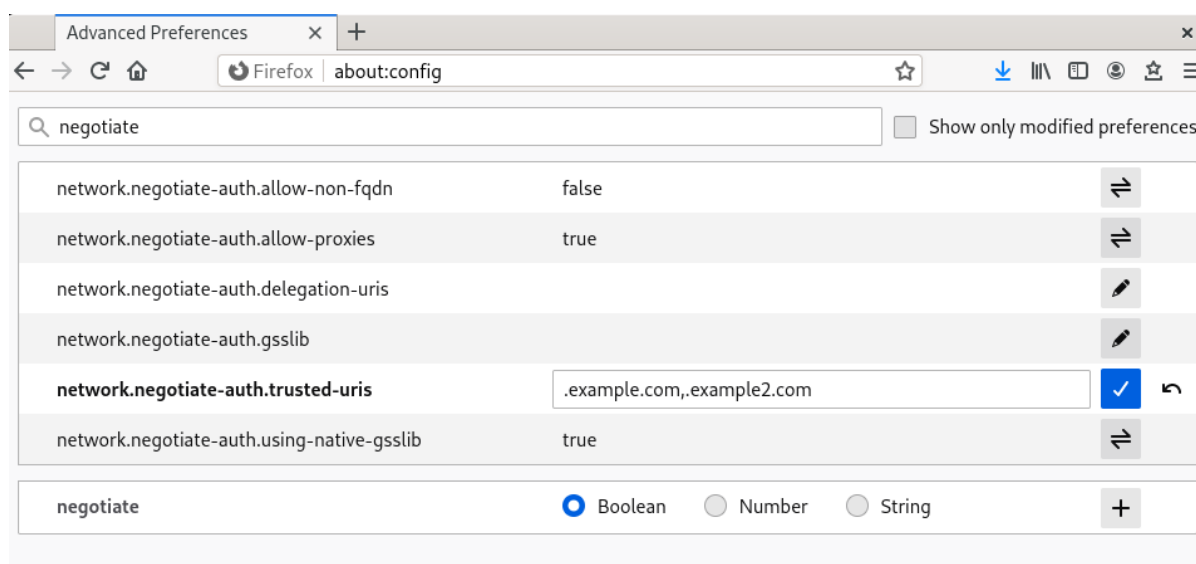 Advanced Preferences
Firefox about:config
negotiate Show only modified preferences
network.negotiate-auth.allow-non-fqdn false
network.negotiate-auth.allow-proxies true
network.negotiate-auth.delegation-uris
network.negotiate-auth.gsslib
network.negotiate-auth.trusted-uris .example.com,.example2.com
network.negotiate-auth.using-native-gsslib true
negotiate Boolean Number String